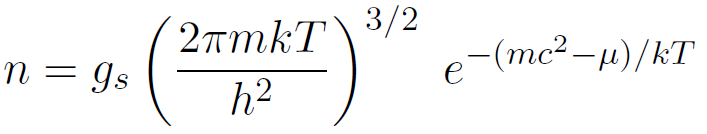 n = g_s \left( \frac{2\pi mkT}{h^2} \right)^{3/2} e^{-(mc^2-\mu)/kT}